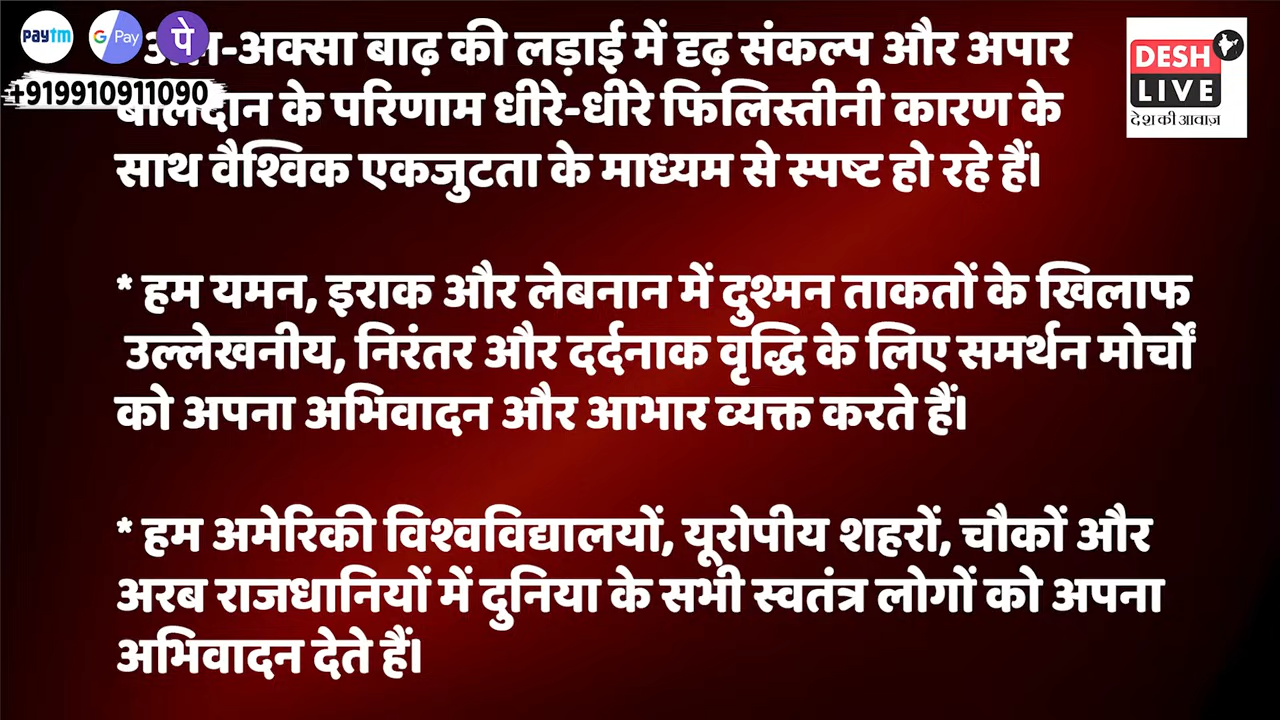 Paytm
G Pay
पे
+919910911090
DESH
LIVE
देश की आवाज़
-अक्सा बाढ़ की लड़ाई में दृढ़ संकल्प और अपार
के परिणाम धीरे-धीरे फिलिस्तीनी कारण के
साथ वैश्विक एकजुटता के माध्यम से स्पष्ट हो रहे हैं।
* हम यमन, इराक और लेबनान में दुश्मन ताकतों के खिलाफ
उल्लेखनीय, निरंतर और दर्दनाक वृद्धि के लिए समर्थन मोर्चों
को अपना अभिवादन और आभार व्यक्त करते हैं।
* हम अमेरिकी विश्वविद्यालयों, यूरोपीय शहरों, चौकों और
अरब राजधानियों में दुनिया के सभी स्वतंत्र लोगों को अपना
अभिवादन देते हैं।